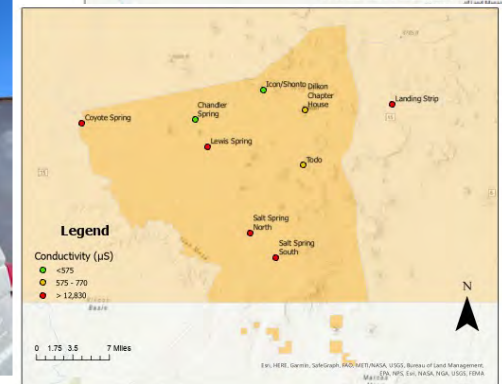 Icon/Shonto
Dilkon
Chapter
House
Landing Strip
Chandler
Spring
Coyote Spring
Lewis Spring
Todo
Salt Spring
North
Salt Spring
South
Legend
Conductivity (µS)
<575
575 - 770
> 12,830
N
0 1.75 3.5 7 Miles
Esri, HERE, Garmin, SafeGraph, FAO, METI/NASA, USGS, Bureau of Land Management,
EPA, NPS, Esri, NASA, NGA, USGS, FEMA